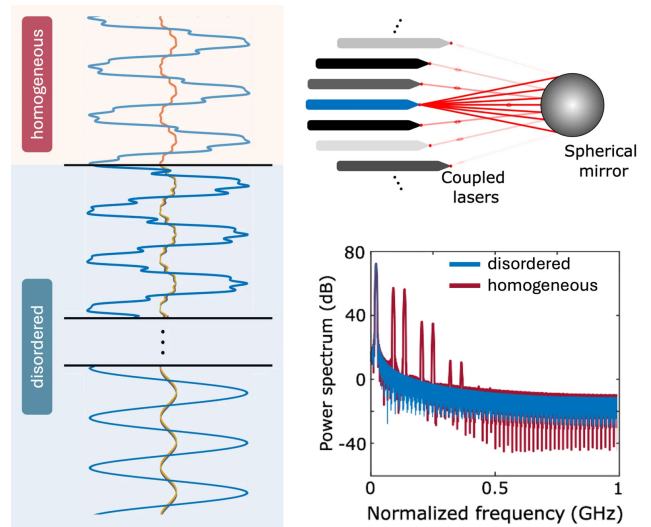 homogeneous
disordered
Coupled
lasers
Spherical
mirror
Power spectrum (dB)
80
40
0
-40
disordered
homogeneous
0
0.5
1
Normalized frequency (GHz)